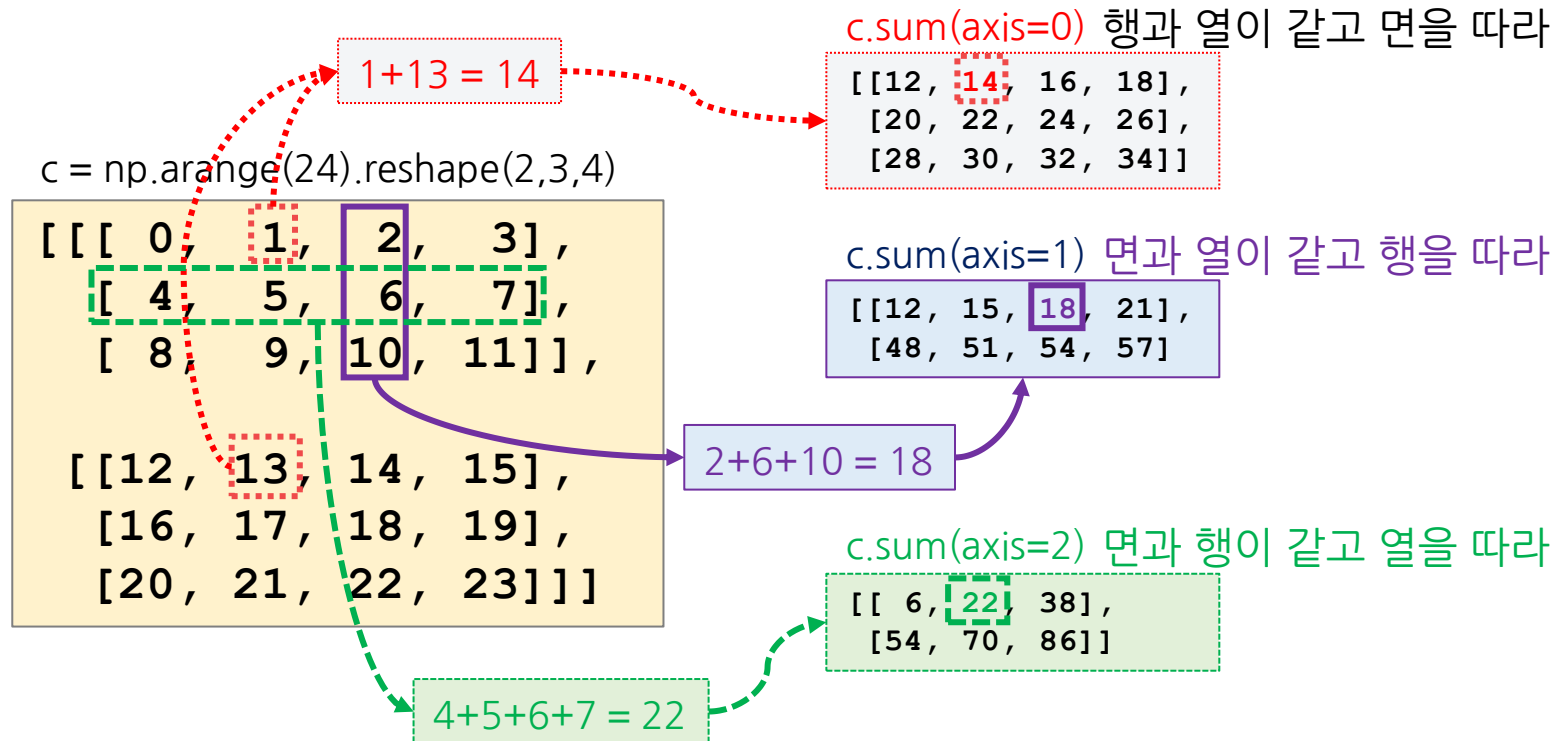 c.sum(axis=0) 행과 열이 같고 면을 따라
1+13 = 14
[[12, 14, 16, 18],
[20, 22, 24, 26],
[28, 30, 32, 34]]
c = np.arange(24).reshape(2,3,4)
[[[ 0, 1, 2, 3],
[ 4, 5, 6, 7],
[ 8, 9, 10, 11]],
[[12, 13, 14, 15],
[16, 17, 18, 19],
[20, 21, 22, 23]]]
c.sum(axis=1) 면과 열이 같고 행을 따라
[[12, 15, 18, 21],
[48, 51, 54, 57]
2+6+10 = 18
c.sum(axis=2) 면과 행이 같고 열을 따라
[[ 6, 22, 38],
[54, 70, 86]]
4+5+6+7 = 22